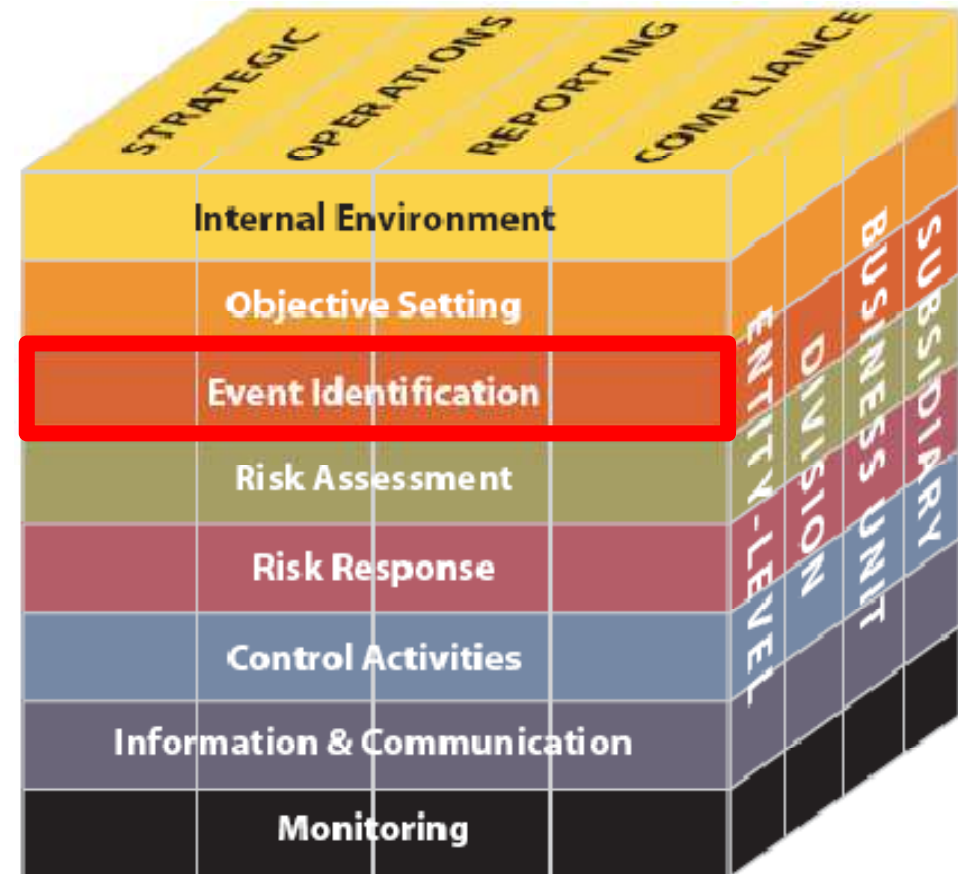 STRATEGIC
OPERATIONS
REPORTING
COMPLIANCE
Internal Environment
Objective Setting
Event Identification
Risk Assessment
Risk Response
Control Activities
Information & Communication
Monitoring
ENTITY-LEVEL
DIVISION
BUSINESS UNIT
SUBSIDIARY